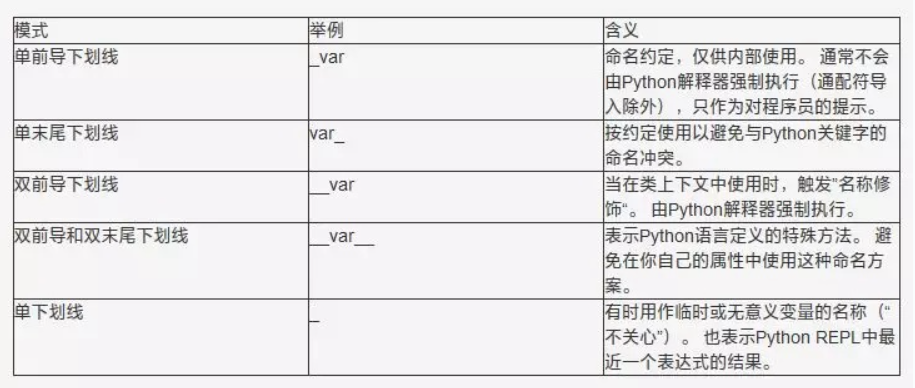 模式 举例 含义
单前导下划线 _var 命名约定，仅供内部使用。 通常不会
由Python解释器强制执行（通配符导
入除外），只作为对程序员的提示。
单末尾下划线 var_ 按约定使用以避免与Python关键字的
命名冲突。
双前导下划线 __var 当在类上下文中使用时，触发”名称修
饰“。 由Python解释器强制执行。
双前导和双末尾下划线 __var__ 表示Python语言定义的特殊方法。 避
免在你自己的属性中使用这种命名方
案。
单下划线 _ 有时用作临时或无意义变量的名称（“
不关心”）。 也表示Python REPL中最
近一个表达式的结果。